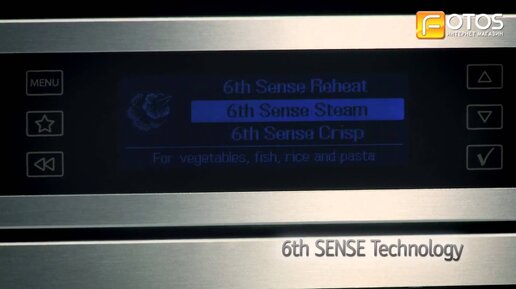 FOTOS
ИНТЕРНЕТ МАГАЗИН
MENU
6th Sense Reheat
6th Sense Steam
6th Sense Crisp
For vegetables, fish, rice and pasta
6th SENSE Technology